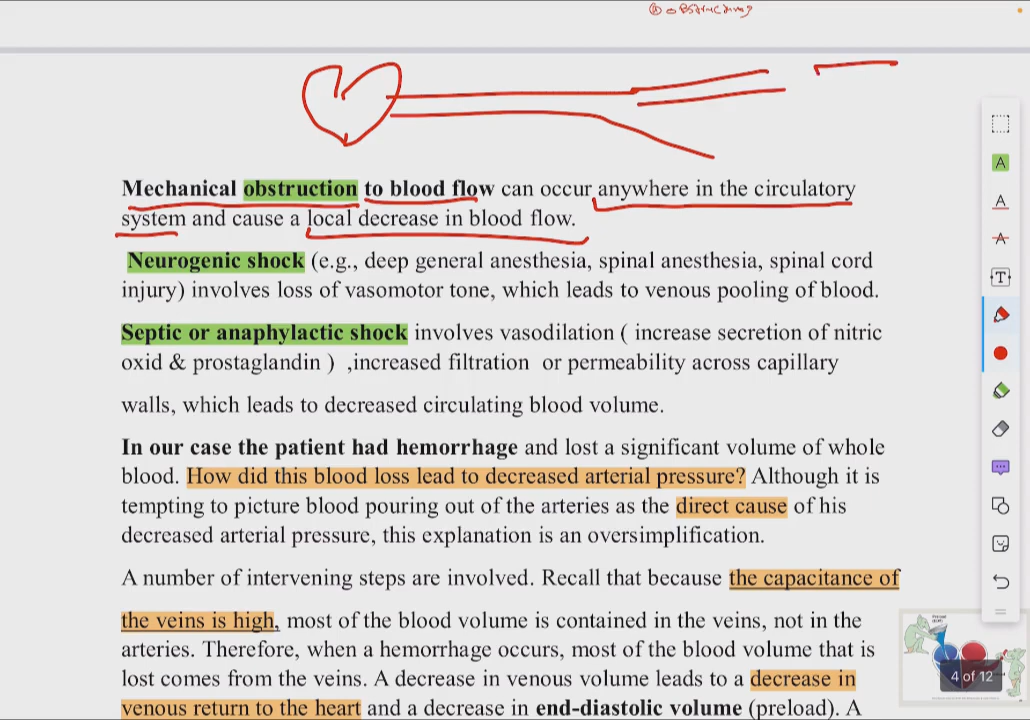 Mechanical obstruction to blood flow can occur anywhere in the circulatory
system and cause a local decrease in blood flow.
Neurogenic shock (e.g., deep general anesthesia, spinal anesthesia, spinal cord
injury) involves loss of vasomotor tone, which leads to venous pooling of blood.
Septic or anaphylactic shock involves vasodilation ( increase secretion of nitric
oxid & prostaglandin ) ,increased filtration or permeability across capillary
walls, which leads to decreased circulating blood volume.
In our case the patient had hemorrhage and lost a significant volume of whole
blood. How did this blood loss lead to decreased arterial pressure? Although it is
tempting to picture blood pouring out of the arteries as the direct cause of his
decreased arterial pressure, this explanation is an oversimplification.
A number of intervening steps are involved. Recall that because the capacitance of
the veins is high, most of the blood volume is contained in the veins, not in the
arteries. Therefore, when a hemorrhage occurs, most of the blood volume that is
lost comes from the veins. A decrease in venous volume leads to a decrease in
venous return to the heart and a decrease in end-diastolic volume (preload). A
A
A
A
T
4 of 12